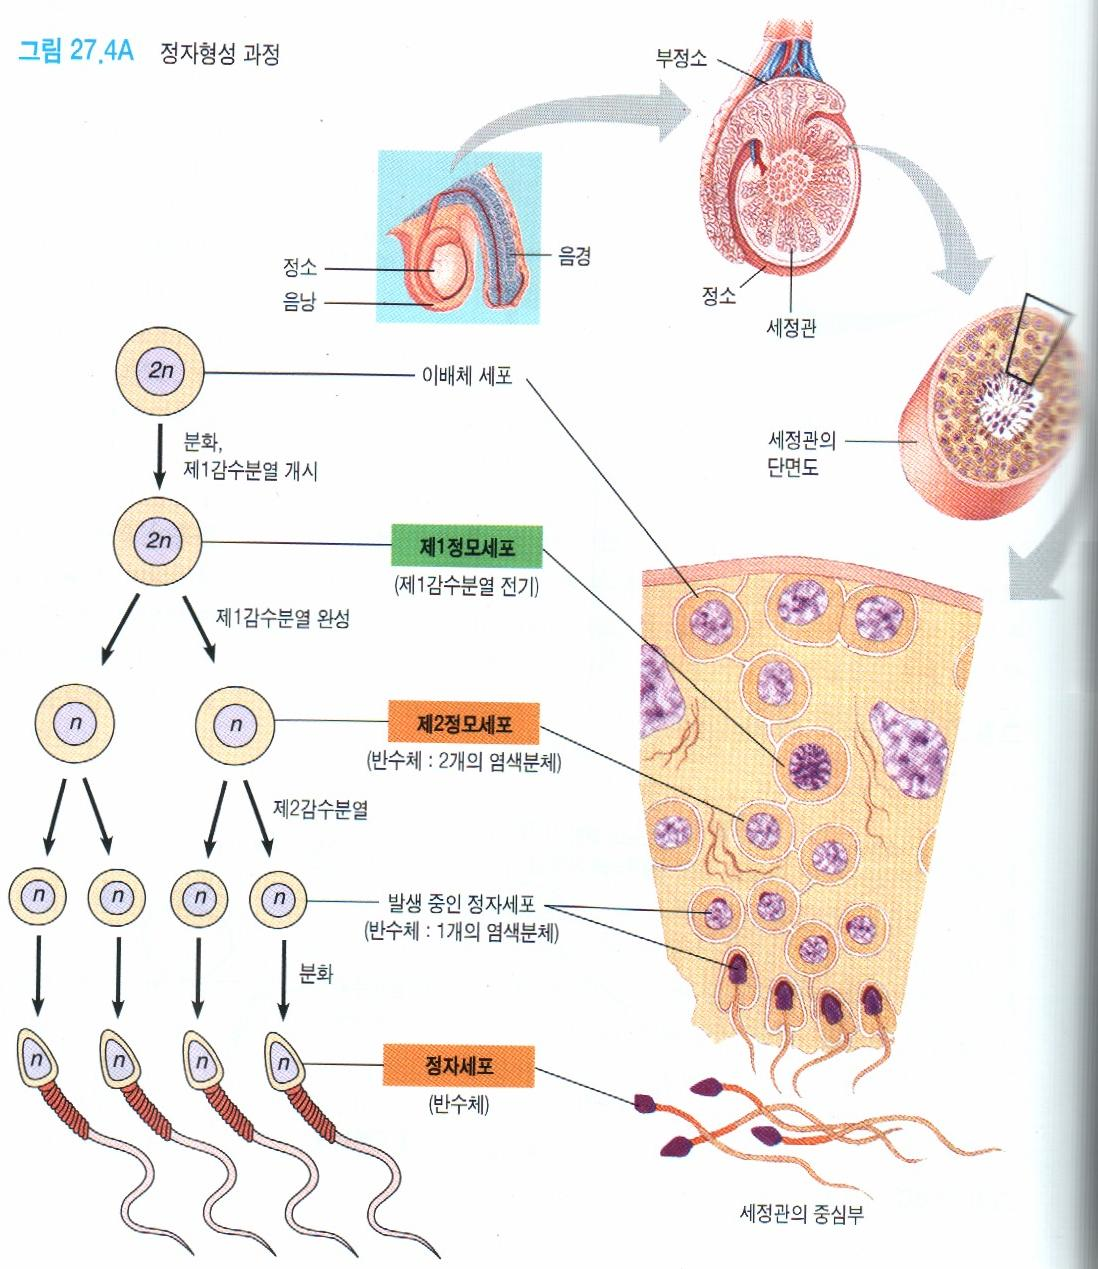 그림 27.4A 정자형성 과정
부정소
정소
음낭
음경
정소
세정관
세정관의
단면도
2n
이배체 세포
분화,
제1감수분열 개시
2n
제1정모세포
(제1감수분열 전기)
제1감수분열 완성
n
n
제2정모세포
(반수체 : 2개의 염색분체)
제2감수분열
n
n
n
n
발생 중인 정자세포
(반수체 : 1개의 염색분체)
분화
n
n
n
n
정자세포
(반수체)
세정관의 중심부